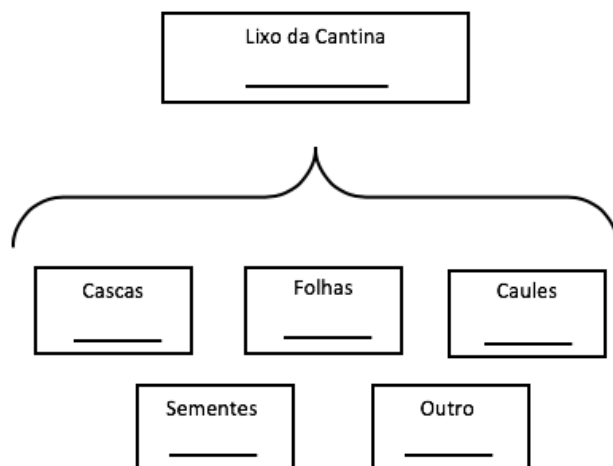 Lixo da Cantina
Cascas
Folhas
Caules
Sementes
Outro